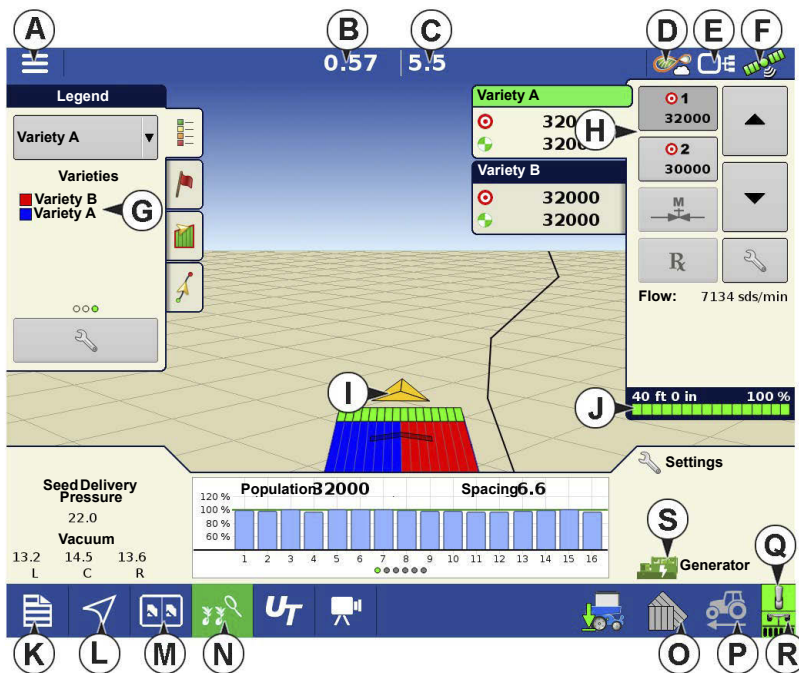 A B C D E F
0.57 5.5
Legend
Variety A
Varieties
Variety B
Variety A
G
Variety A
320
3200
Variety B
32000
32000
H
1
32000
2
30000
M
Rx
Flow: 7134 sds/min
I
J
40 ft 0 in 100 %
Settings
Seed Delivery
Pressure
22.0
Vacuum
13.2 14.5 13.6
L C R
Population 32000 Spacing 6.6
120 %
100 %
80 %
60 %
1 2 3 4 5 6 7 8 9 10 11 12 13 14 15 16
S
Generator
Q
UT
K L M N O P R